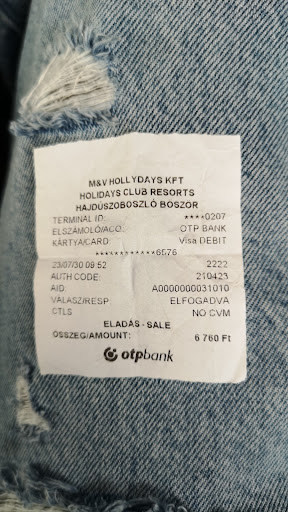 M&V HOLLYDAYS KFT
HOLIDAYS CLUB RESORTS
HAJDÚSZOBOSZLÓ BÖSZÖR
TERMINAL ID: ****0207
ELSZÁMOLÓ/ACQ: OTP BANK
KÁRTYA/CARD: Visa DEBIT
************6576
23/07/30 09:52 2222
AUTH CODE: 210423
AID: A0000000031010
VÁLASZ/RESP: ELFOGADVA
CTLS NO CVM
ELADÁS - SALE
ÖSSZEG/AMOUNT: 6 760 Ft
otpbank